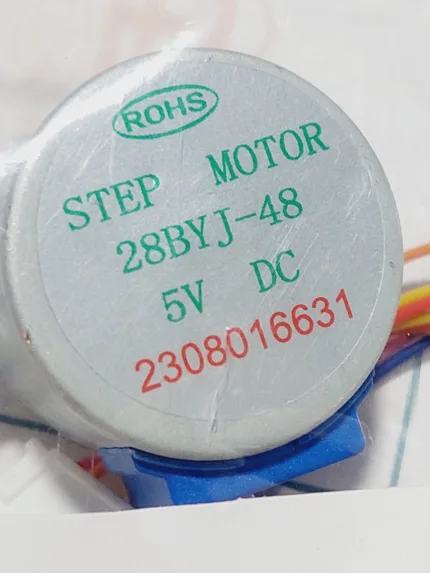 ROHS
STEP MOTOR
28BYJ-48
5V DC
2308016631